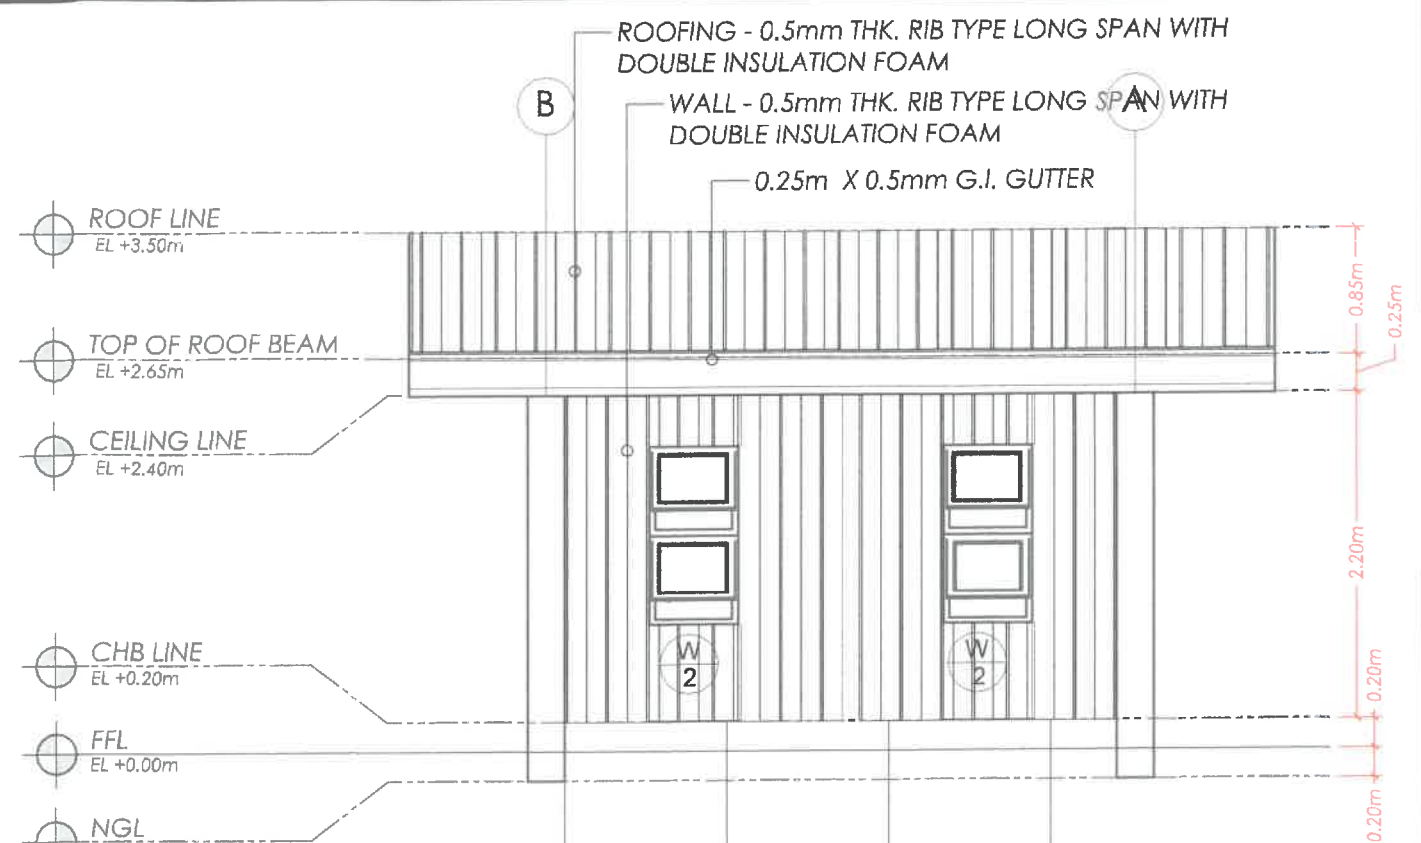 ROOFING - 0.5mm THK. RIB TYPE LONG SPAN WITH
DOUBLE INSULATION FOAM
B
WALL - 0.5mm THK. RIB TYPE LONG SPAN WITH
A
DOUBLE INSULATION FOAM
0.25m X 0.5mm G.I. GUTTER
ROOF LINE
EL +3.50m
0.85m
0.25m
TOP OF ROOF BEAM
EL +2.65m
CEILING LINE
EL +2.40m
2.20m
W
2
W
2
CHB LINE
EL +0.20m
0.20m
FFL
EL +0.00m
0.20m
NGL